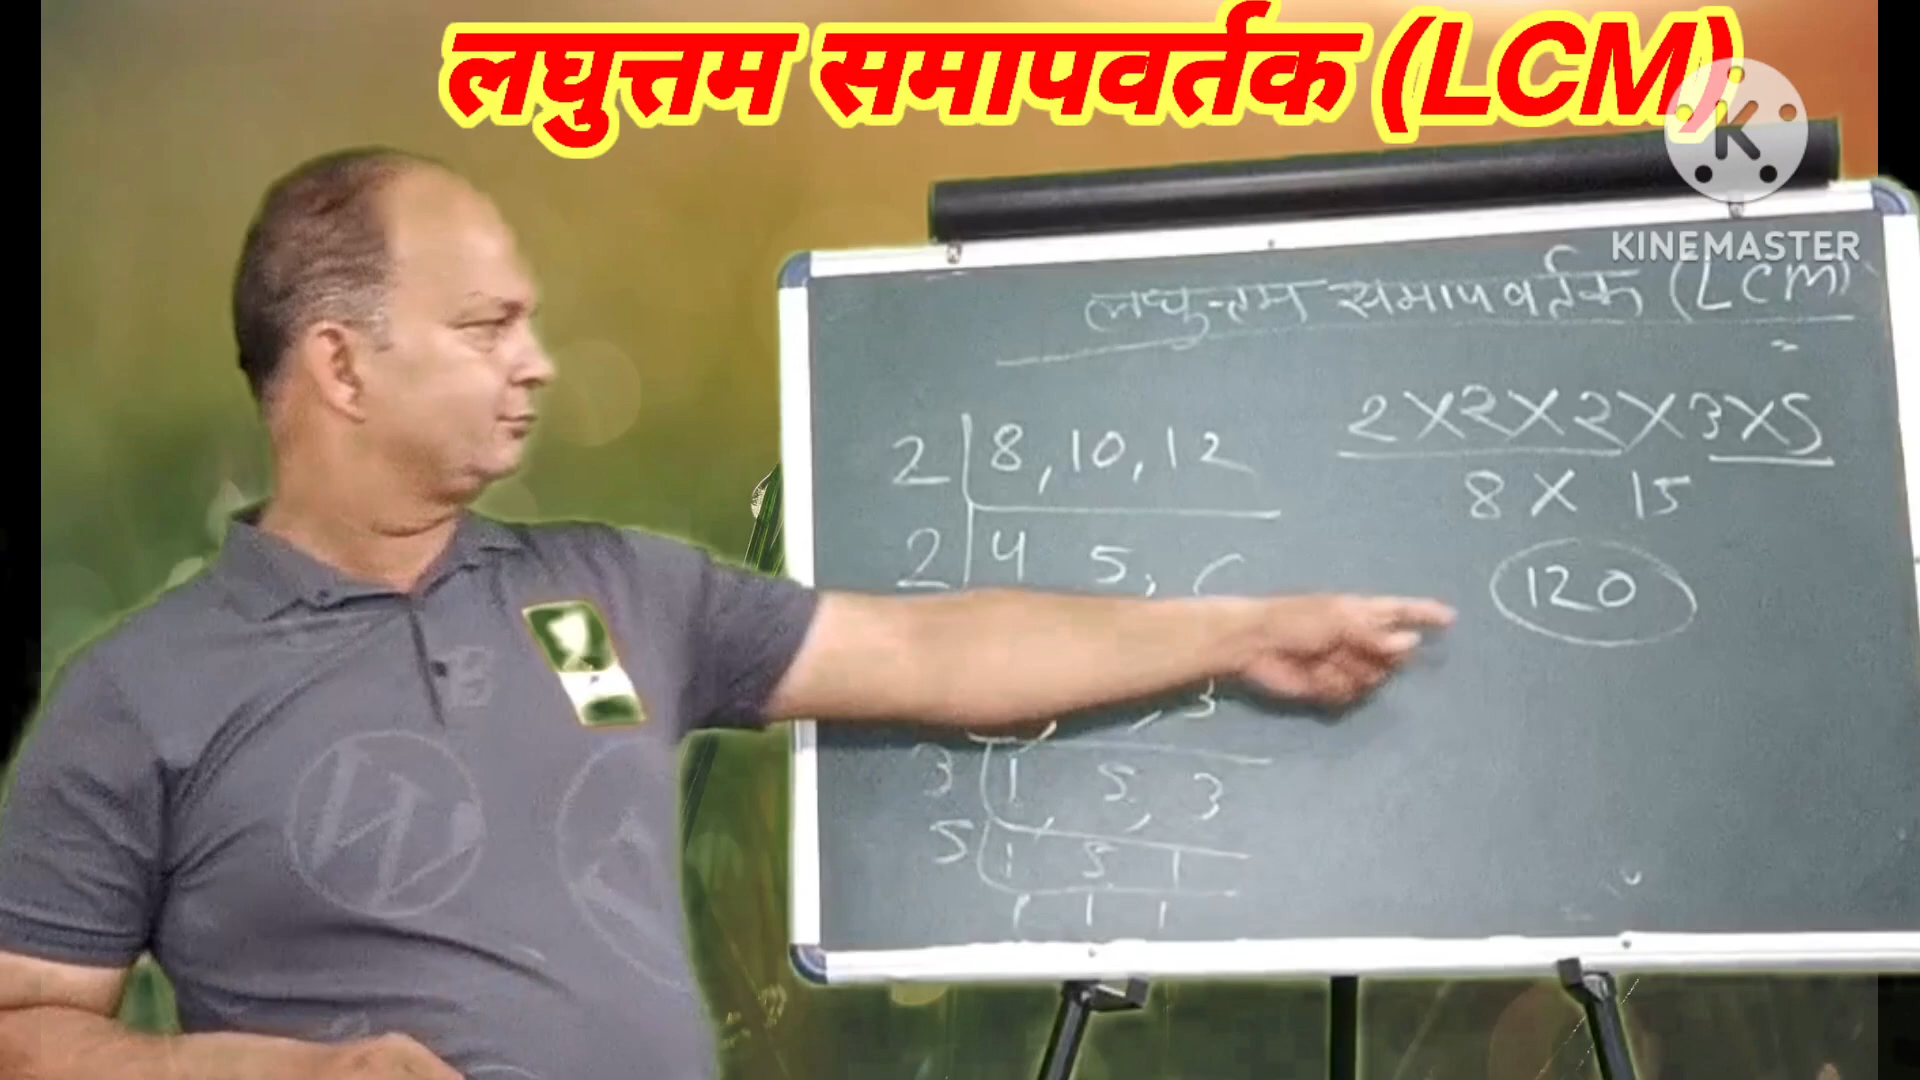 लघुत्तम समापवर्तक (LCM)
KINEMASTER
लघुत्तम समापवर्तक (LCM)
2 8, 10, 12
2 4 5, 6
3
3 1, 5, 3
5 1 5 1
1 1 1
2×2×2×3×5
8 × 15
120